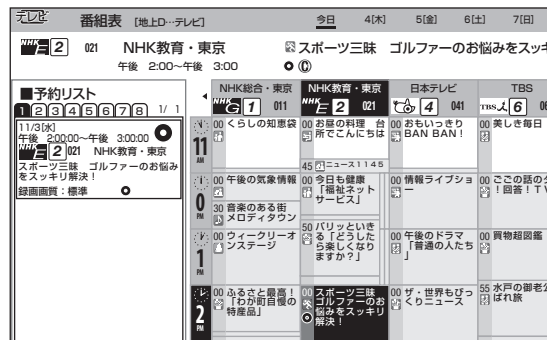 テレビ 番組表 [地上D…テレビ] 今日 4[木] 5[金] 6[土] 7[日]
NHK E 2 021 NHK教育・東京 スポーツ三昧 ゴルファーのお悩みをスッキ
午後 2:00~午後 3:00
■予約リスト
1 2 3 4 5 6 7 8 1/ 1
11/3[水]
午後 2:00:00~午後 3:00:00
NHK E 2 021 NHK教育・東京
スポーツ三昧 ゴルファーのお悩み
をスッキリ解決!
録画画質:標準
NHK総合・東京 NHK教育・東京 日本テレビ TBS
NHK G 1 011 NHK E 2 021 4 041 TBS 6 06
11 AM
00 くらしの知恵袋
00 お昼の料理 台
所でこんにちは
00 おもいっきり
BAN BAN!
00 美しき毎日
45 ニュース1145
0 PM
00 午後の気象情報
00 今日も健康
「福祉ネット
サービス」
00 情報ライブショ
ー
00 ごごの話の
!回答!TV
30 音楽のある街
メロディタウン
50 パリッといき
る「どうした
ら楽しくなり
ますか?」
1 PM
00 ウィークリーオ
ンステージ
00 午後のドラマ
「普通の人たち
」
00 買物超図鑑
2 PM
00 ふるさと最高!
「わが町自慢の
特産品」
00 スポーツ三昧
ゴルファーのお
悩みをスッキリ
解決!
00 ザ・世界もびっ
くりニュース
55 水戸の御老公
ばれ旅